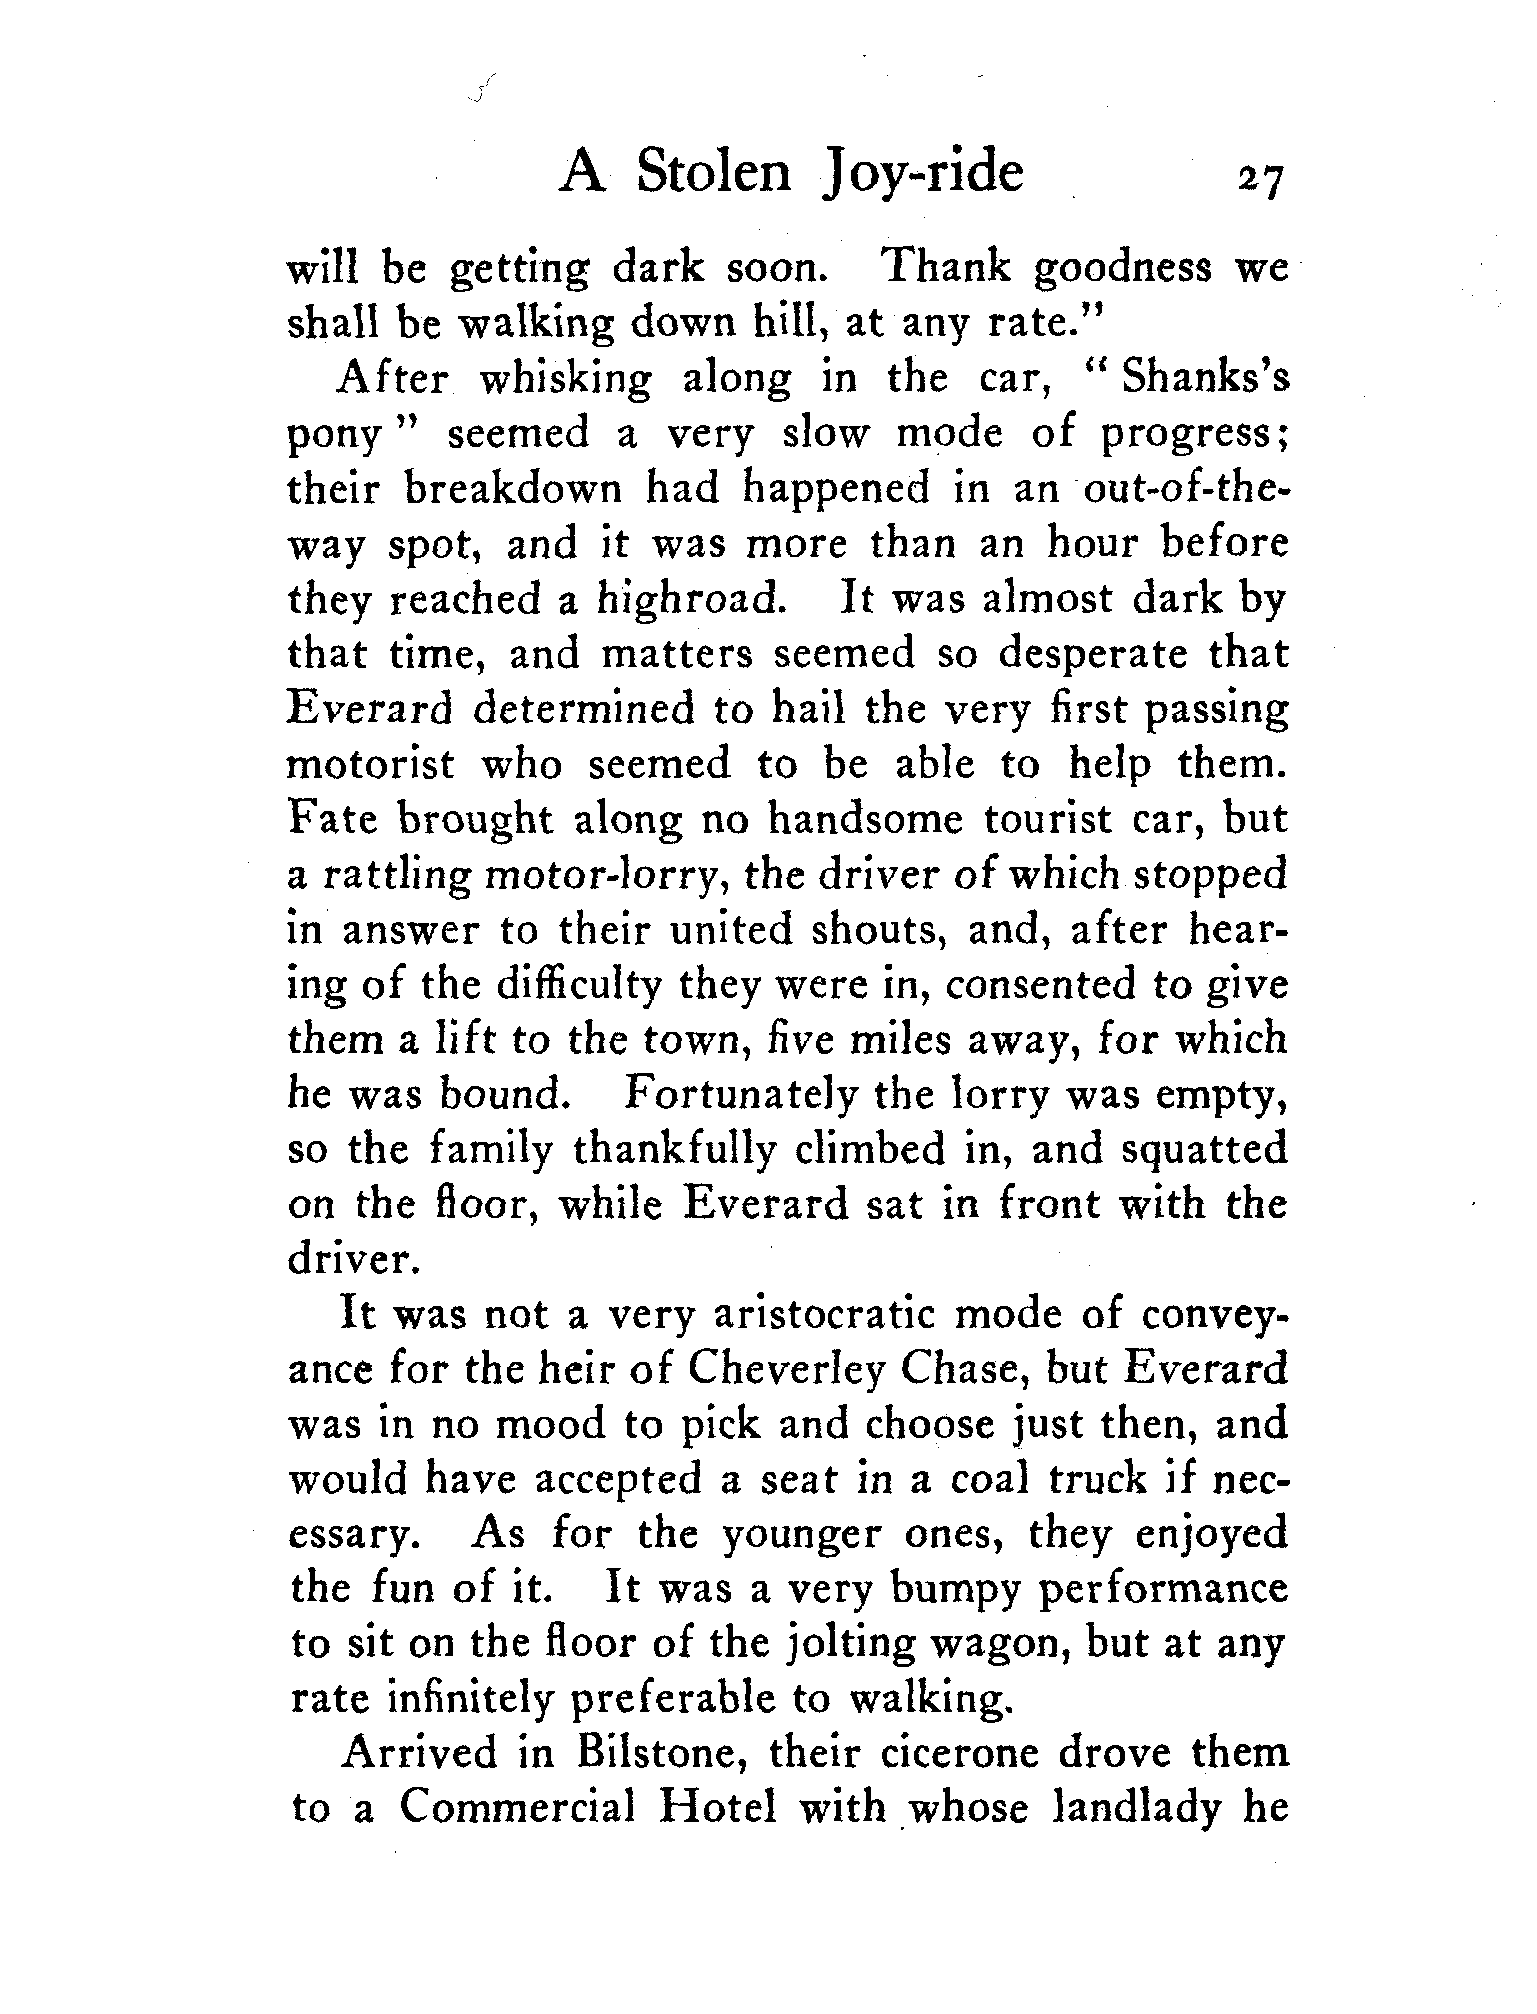 A Stolen Joy-ride 27
will be getting dark soon. Thank goodness we
shall be walking down hill, at any rate.”
After whisking along in the car, “ Shanks’s
pony ” seemed a very slow mode of progress;
their breakdown had happened in an out-of-the-
way spot, and it was more than an hour before
they reached a highroad. It was almost dark by
that time, and matters seemed so desperate that
Everard determined to hail the very first passing
motorist who seemed to be able to help them.
Fate brought along no handsome tourist car, but
a rattling motor-lorry, the driver of which stopped
in answer to their united shouts, and, after hear-
ing of the difficulty they were in, consented to give
them a lift to the town, five miles away, for which
he was bound. Fortunately the lorry was empty,
so the family thankfully climbed in, and squatted
on the floor, while Everard sat in front with the
driver.
It was not a very aristocratic mode of convey-
ance for the heir of Cheverley Chase, but Everard
was in no mood to pick and choose just then, and
would have accepted a seat in a coal truck if nec-
essary. As for the younger ones, they enjoyed
the fun of it. It was a very bumpy performance
to sit on the floor of the jolting wagon, but at any
rate infinitely preferable to walking.
Arrived in Bilstone, their cicerone drove them
to a Commercial Hotel with whose landlady he